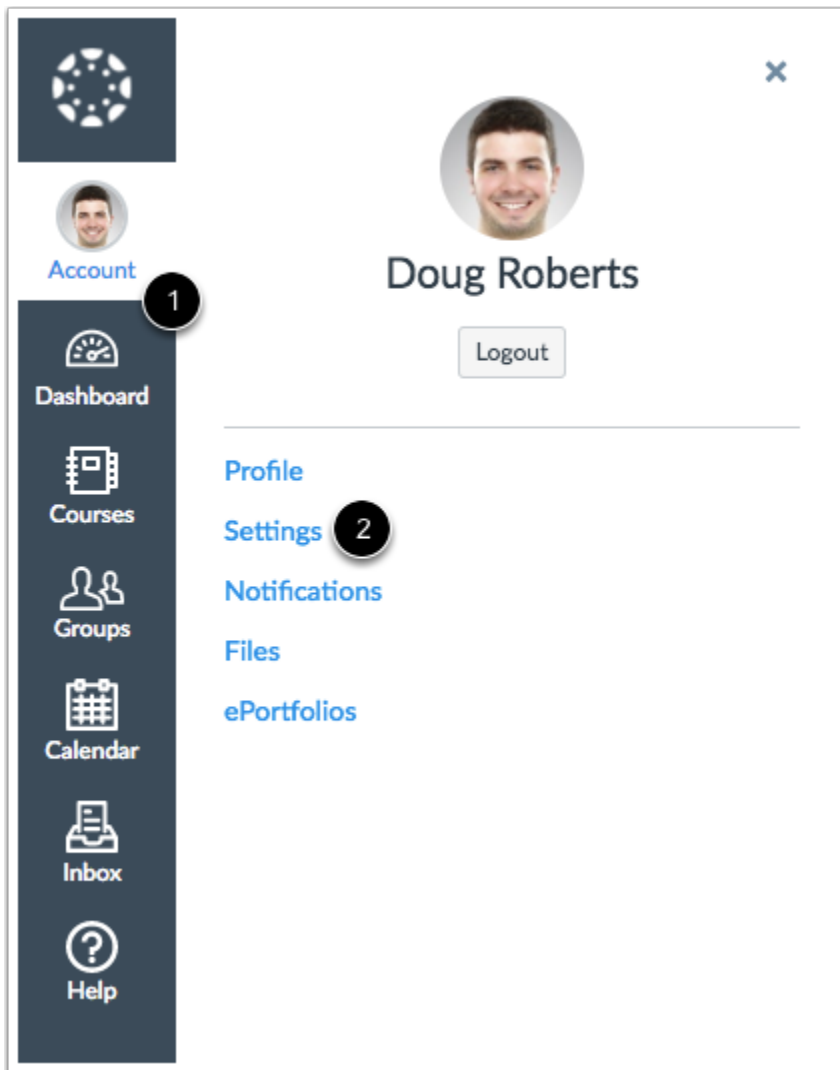 Account
1
Dashboard
Courses
Groups
Calendar
Inbox
Help
Doug Roberts
Logout
Profile
Settings 2
Notifications
Files
ePortfolios